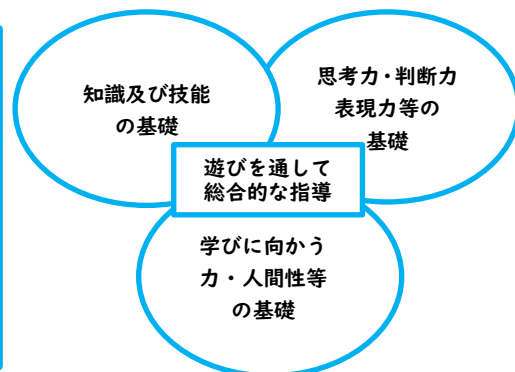 知識及び技能
の基礎
思考力・判断力
表現力等の
基礎
遊びを通して
総合的な指導
学びに向かう
力・人間性等
の基礎